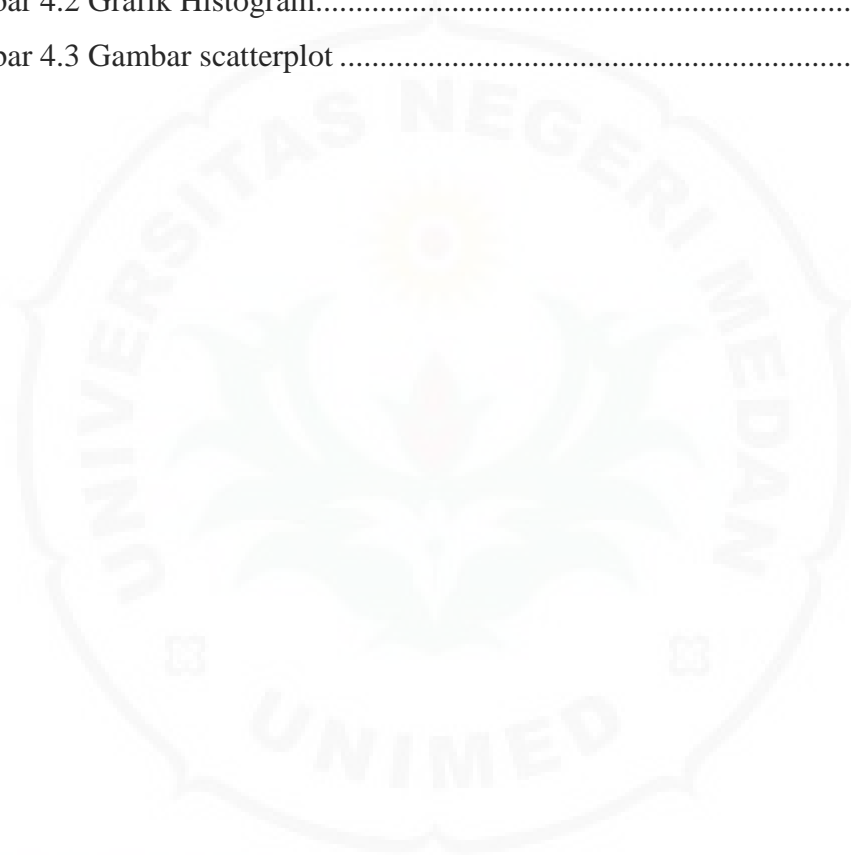 bar 4.2 Grafik Histogram...............................................................
bar 4.3 Gambar scatterplot ............................................................
UNIVERSITAS NEGERI MEDAN
UNIMED